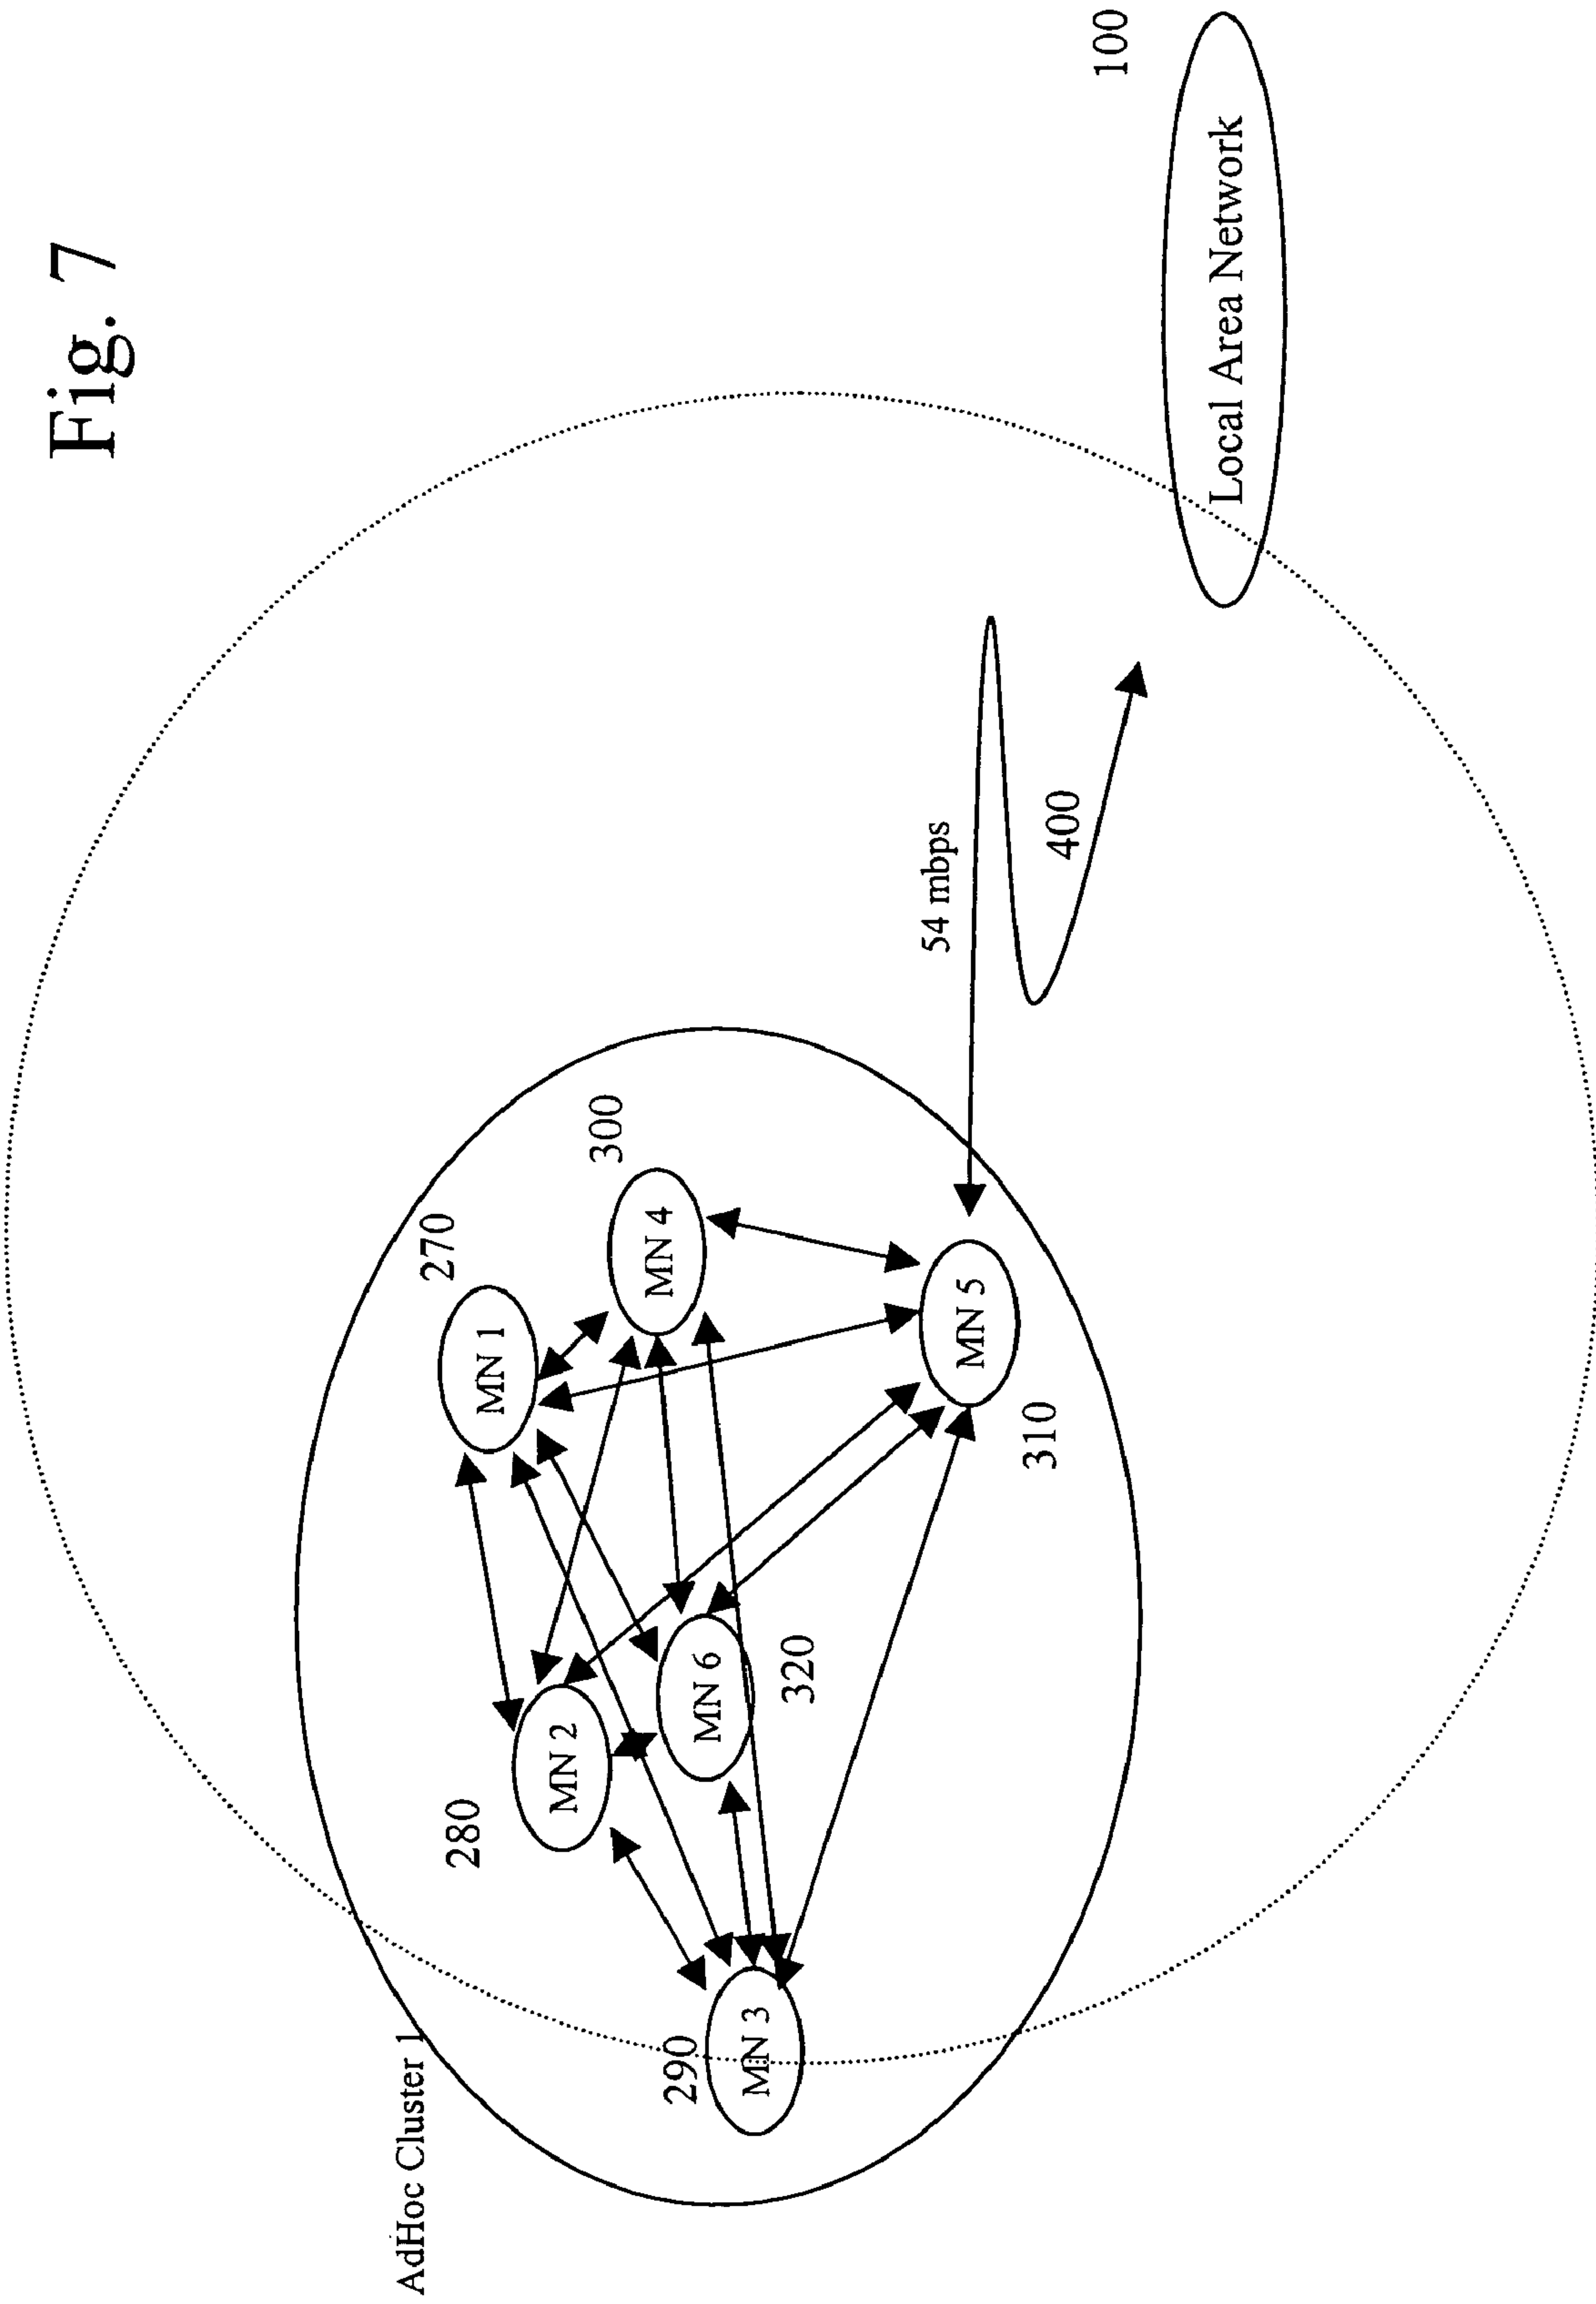 Fig. 7
AdHoc Cluster 1
270
MN 1
280
MN 2
300
MN 4
290
MN 3
MN 6
320
MN 5
310
54 mbps
400
100
Local Area Network